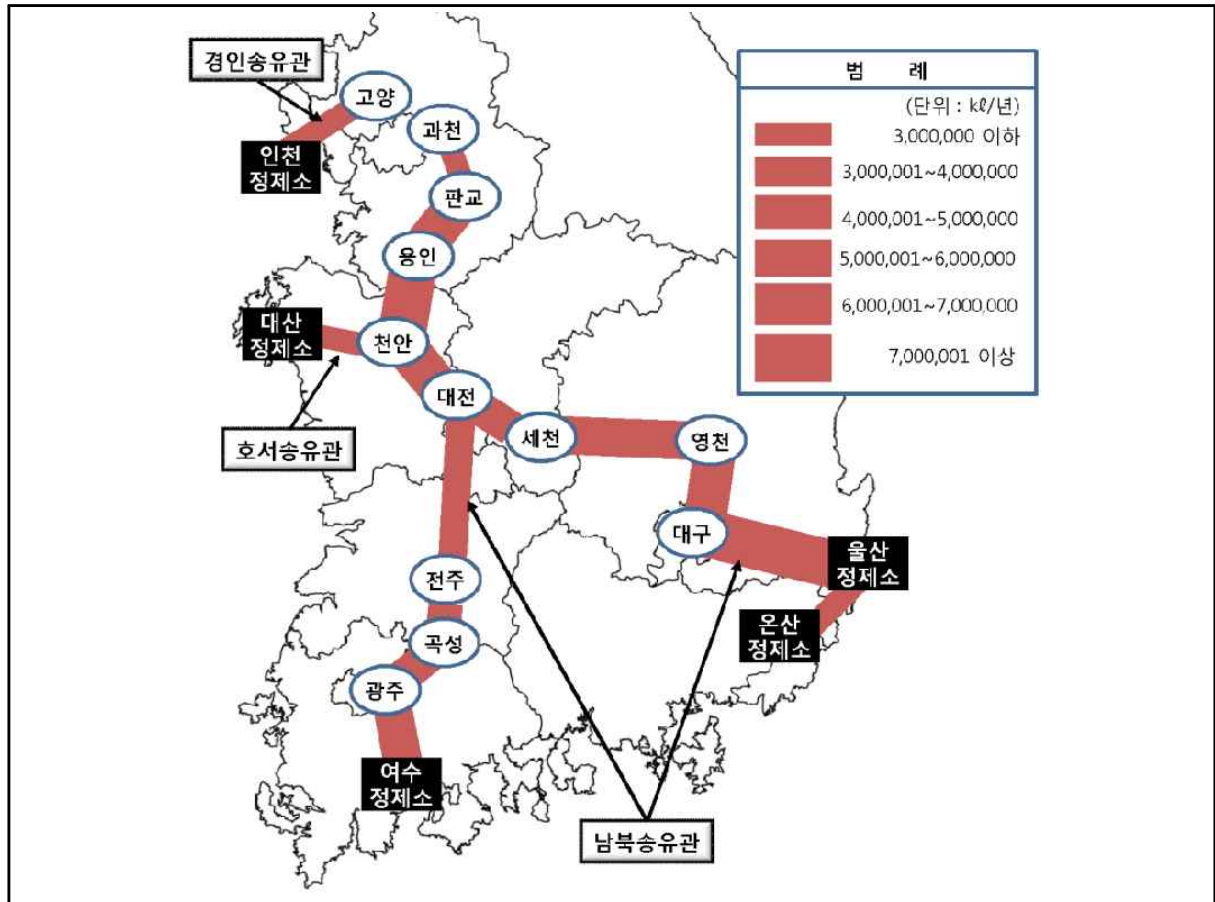 경인송유관
고양
과천
인천
정제소
판교
용인
대산
정제소
천안
대전
호서송유관
세천
영천
대구
울산
정제소
온산
정제소
전주
곡성
광주
여수
정제소
남북송유관
범 례
(단위 : kℓ/년)
3,000,000 이하
3,000,001~4,000,000
4,000,001~5,000,000
5,000,001~6,000,000
6,000,001~7,000,000
7,000,001 이상